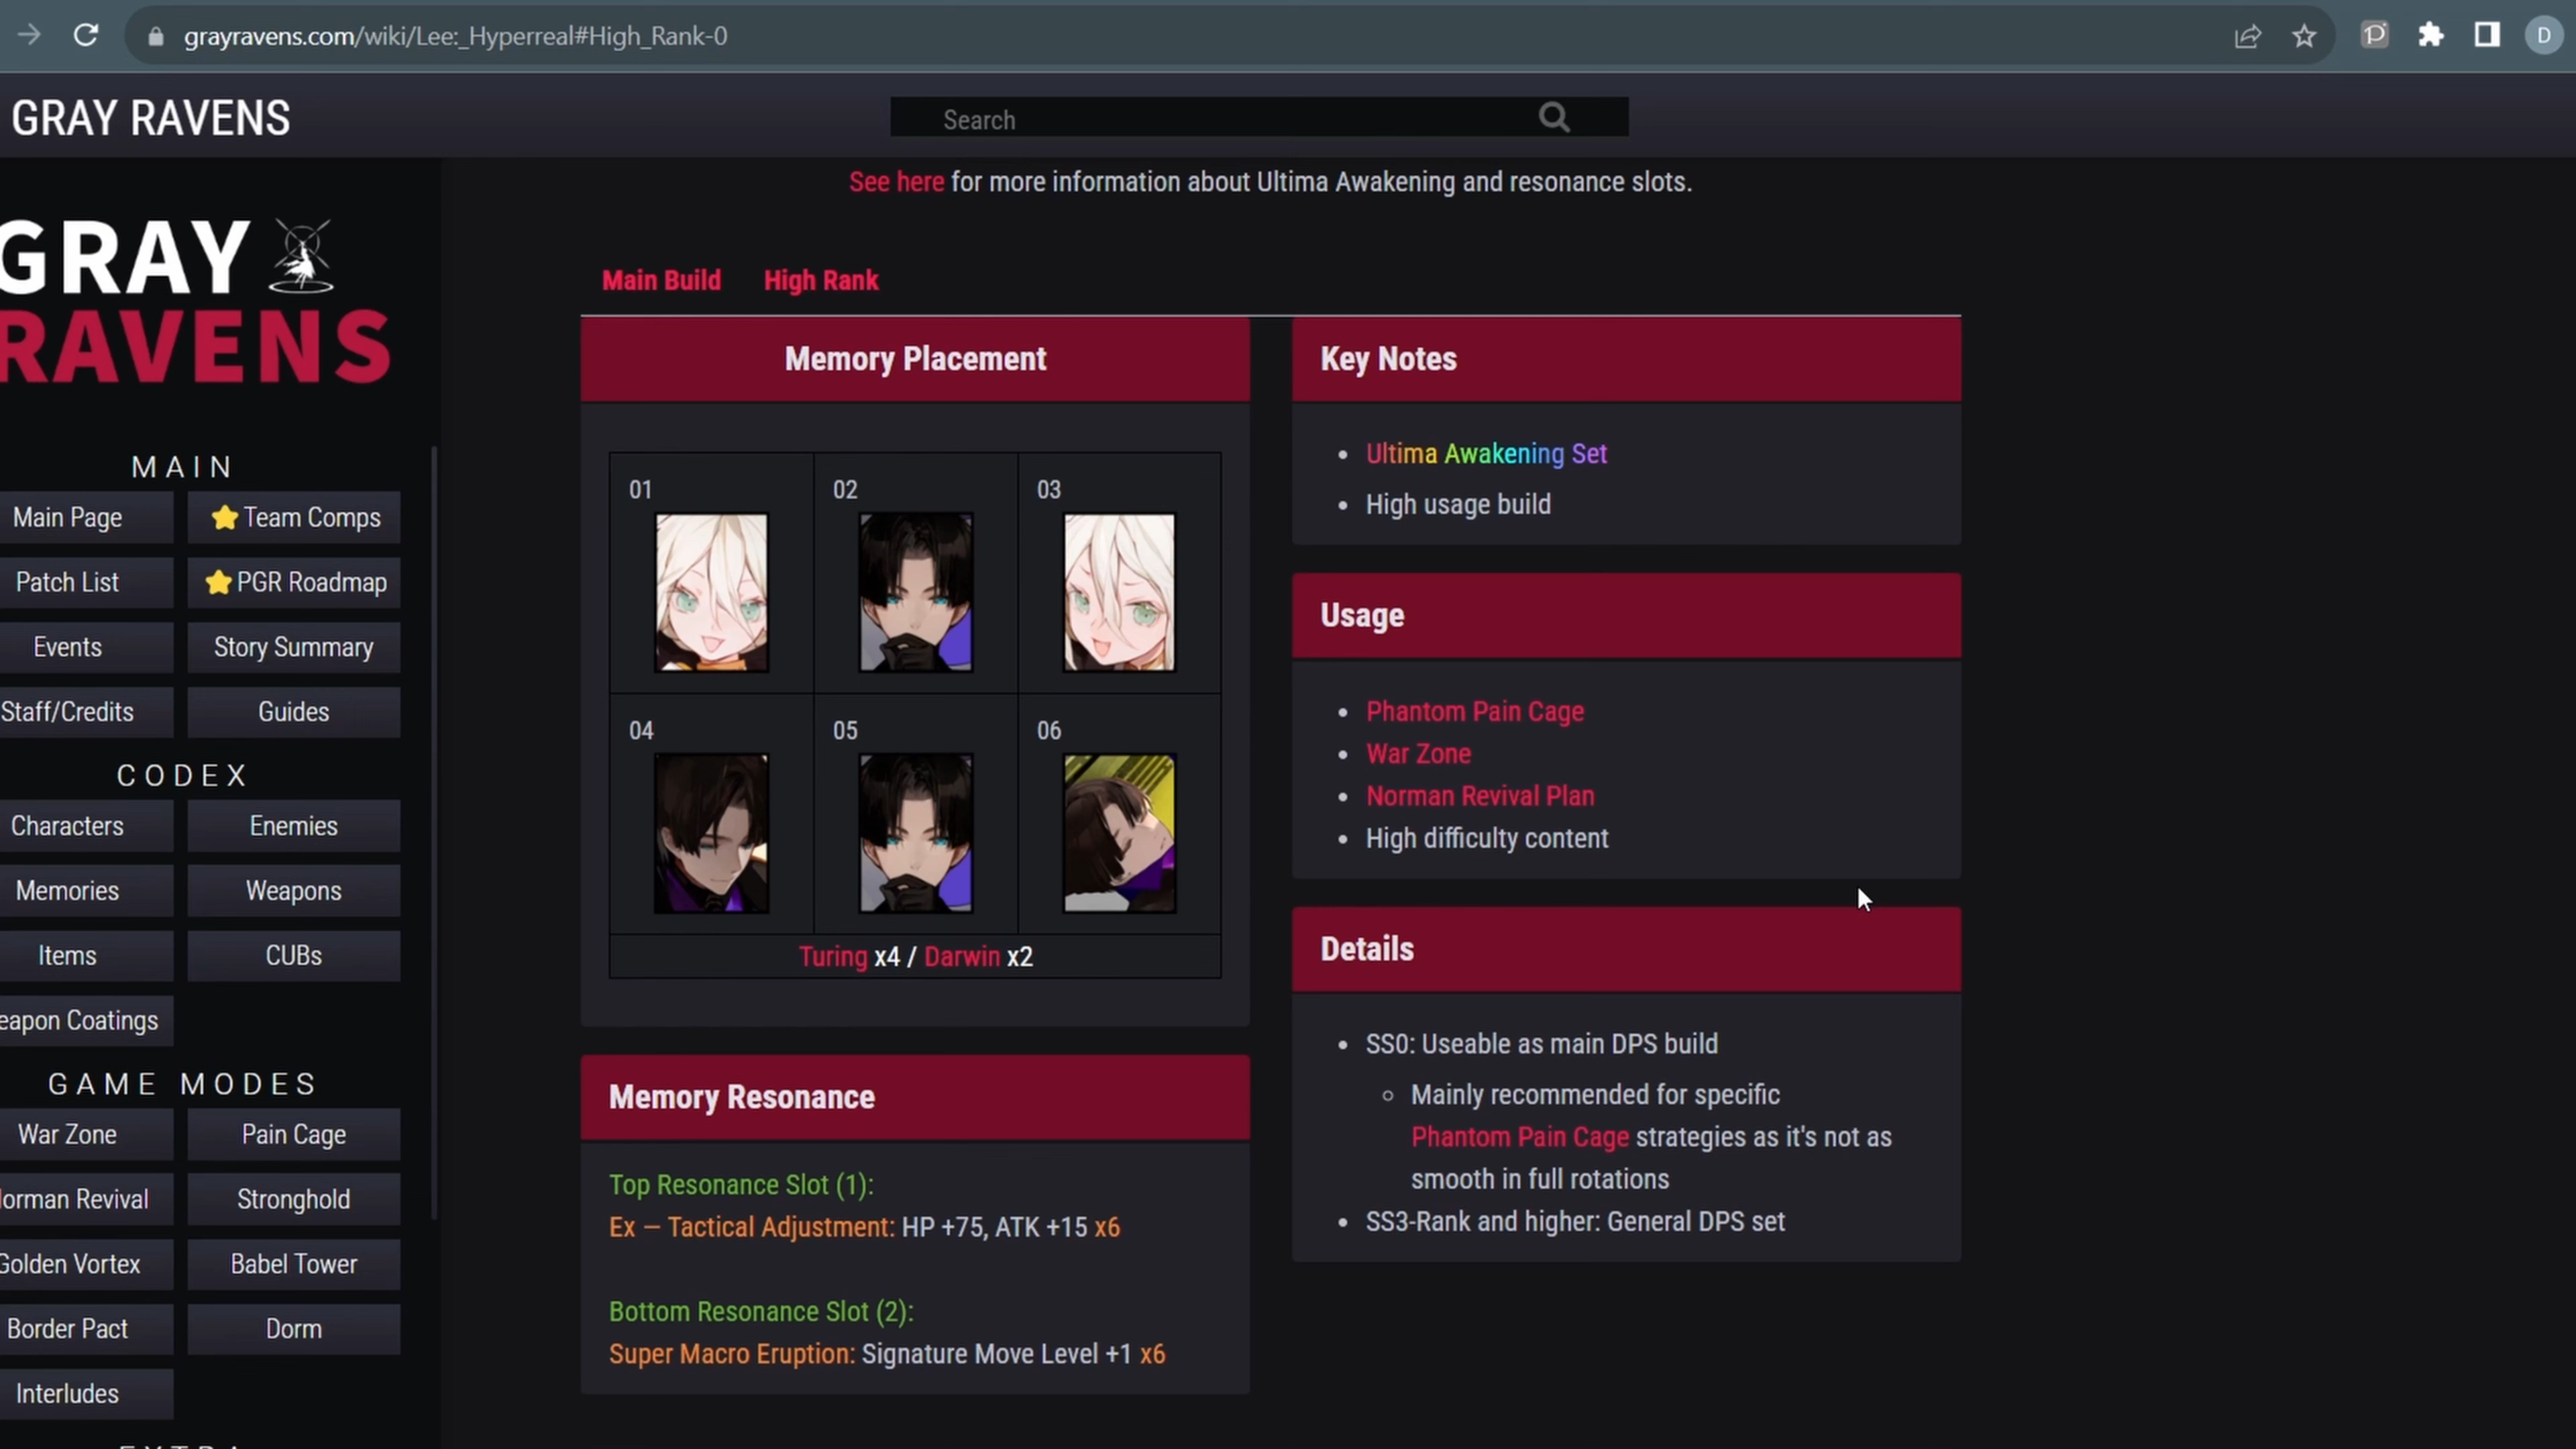 grayravens.com/wiki/Lee:_Hyperreal#High_Rank-0
D
GRAY RAVENS
Search
See here for more information about Ultima Awakening and resonance slots.
GRAY
RAVENS
MAIN
Main Page
Team Comps
Patch List
PGR Roadmap
Events
Story Summary
Staff/Credits
Guides
CODEX
Characters
Enemies
Memories
Weapons
Items
CUBs
eapon Coatings
GAME MODES
War Zone
Pain Cage
orman Revival
Stronghold
Golden Vortex
Babel Tower
Border Pact
Dorm
Interludes
Main Build
High Rank
Memory Placement
01
02
03
04
05
06
Turing x4 / Darwin x2
Memory Resonance
Top Resonance Slot (1):
Ex — Tactical Adjustment: HP +75, ATK +15 x6
Bottom Resonance Slot (2):
Super Macro Eruption: Signature Move Level +1 x6
Key Notes
Ultima Awakening Set
High usage build
Usage
Phantom Pain Cage
War Zone
Norman Revival Plan
High difficulty content
Details
SS0: Useable as main DPS build
Mainly recommended for specific
Phantom Pain Cage strategies as it's not as
smooth in full rotations
SS3-Rank and higher: General DPS set